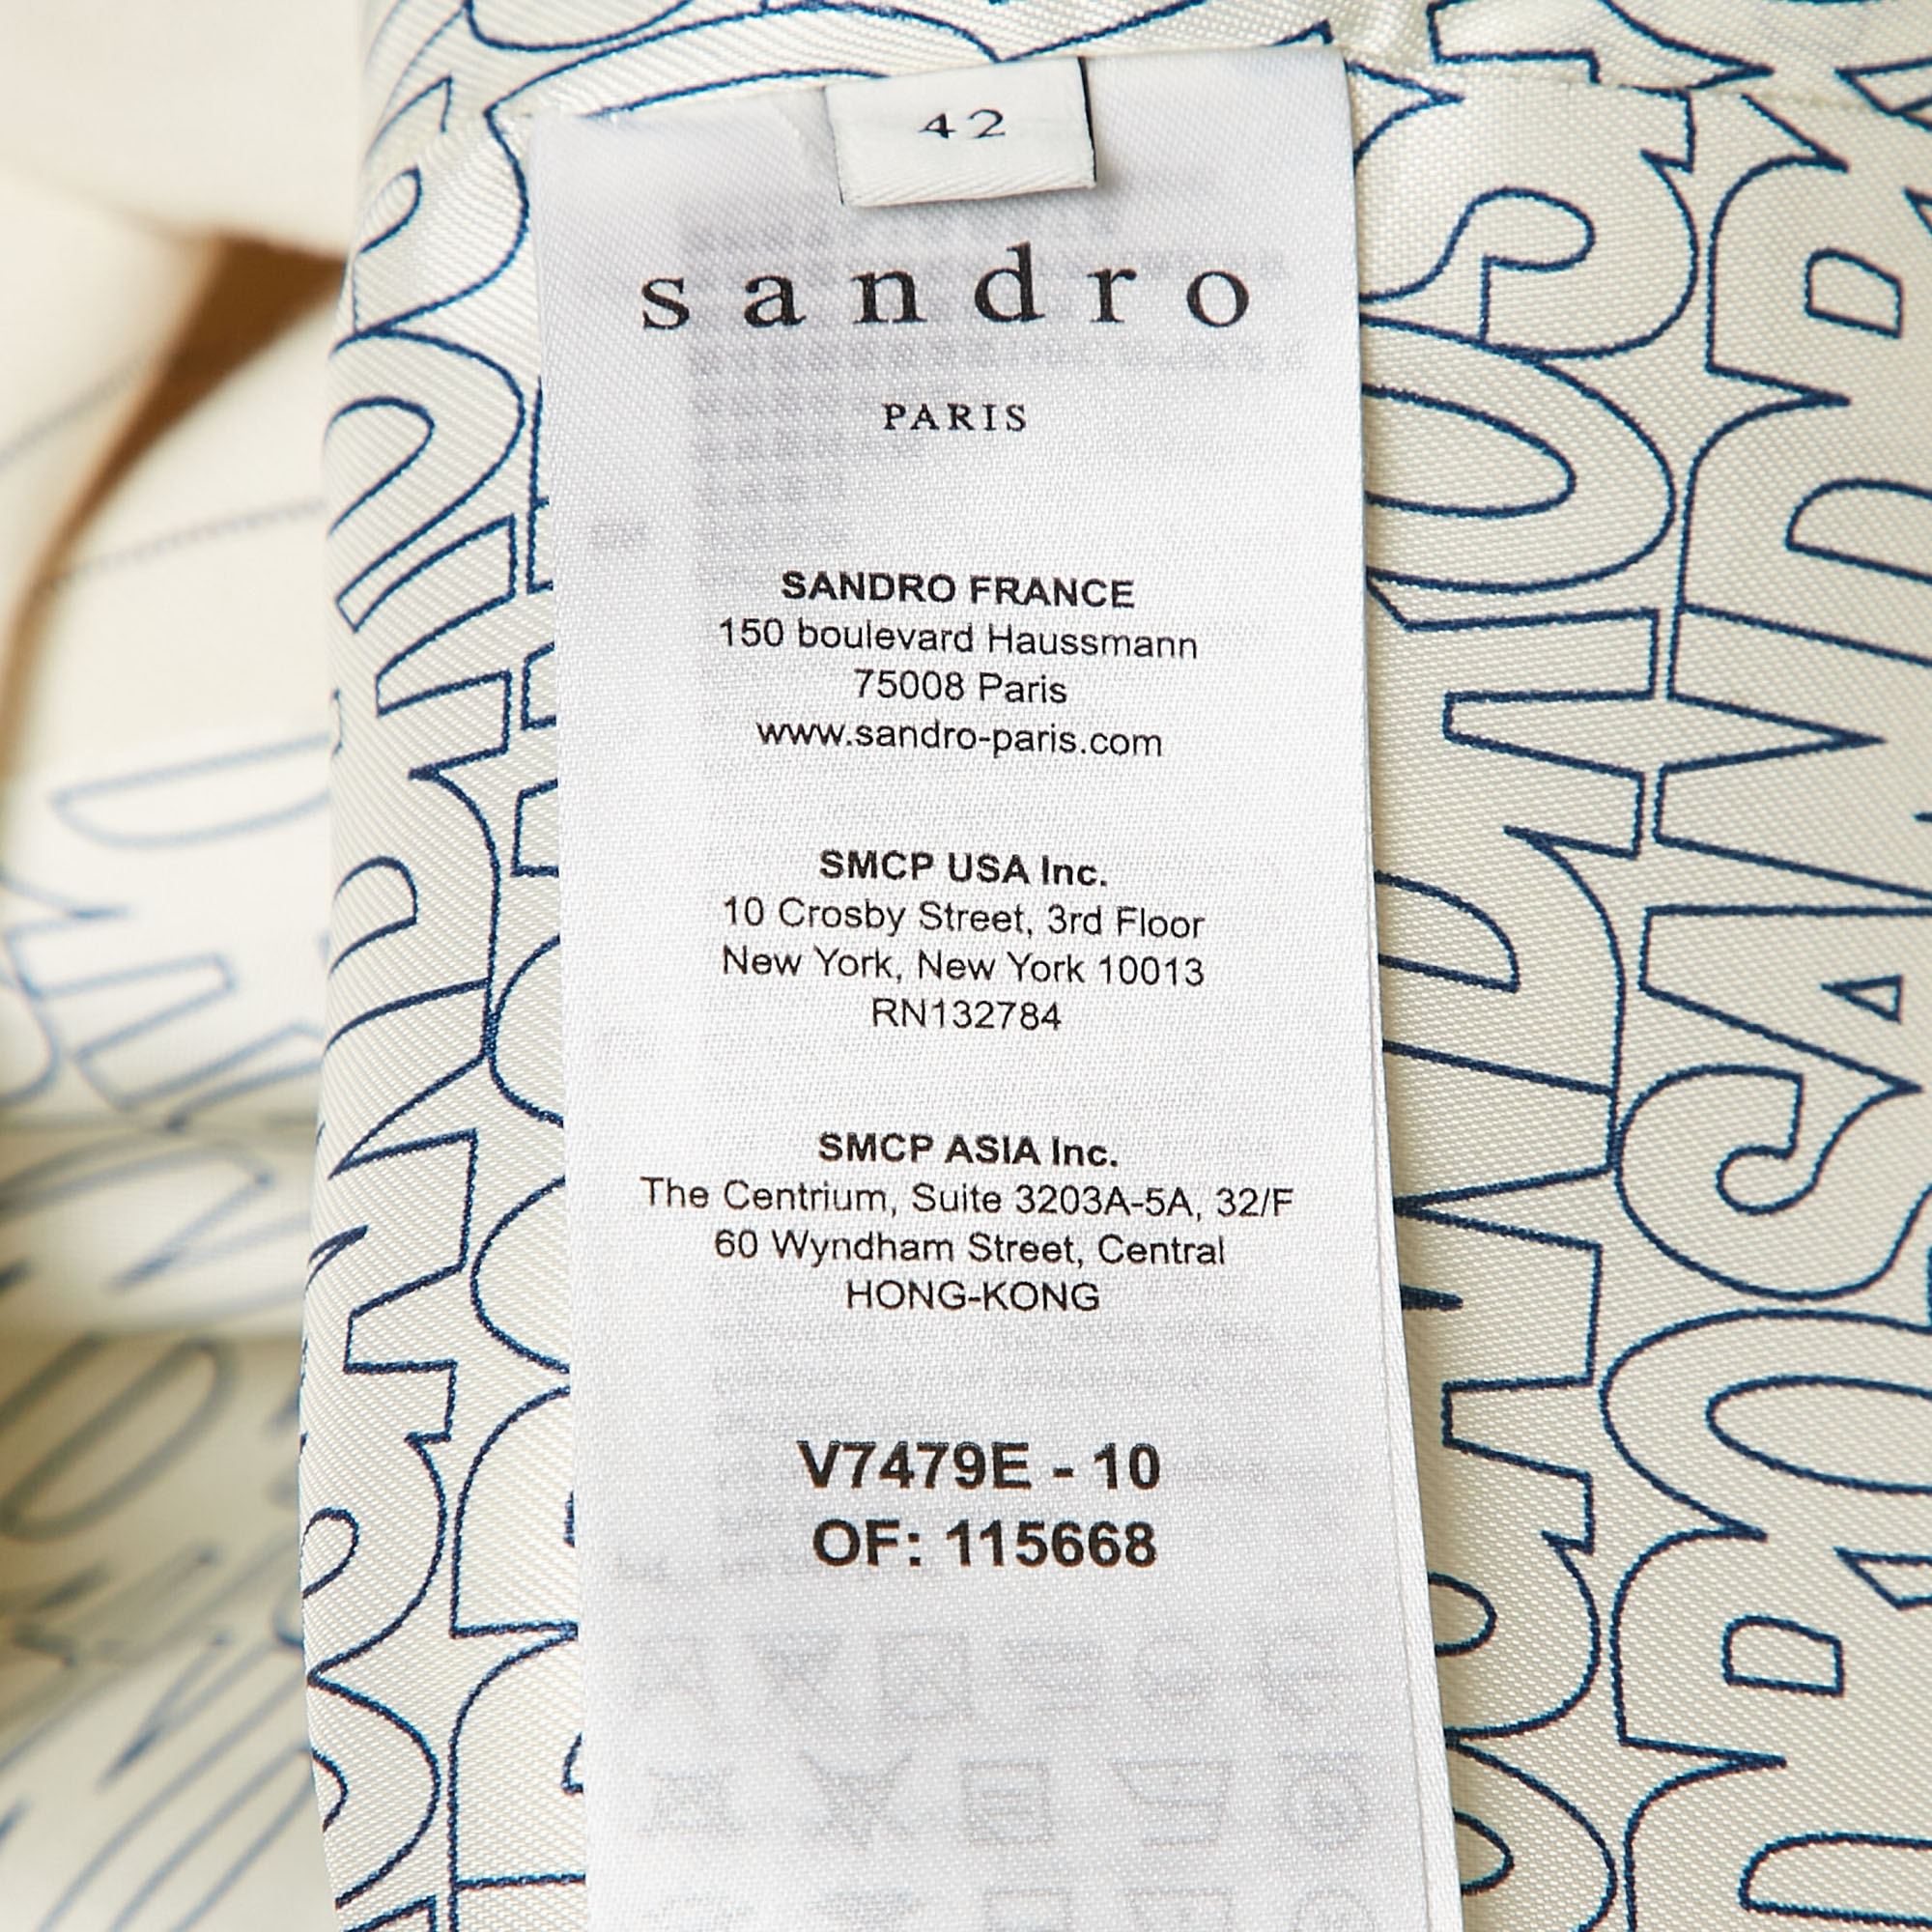 42
sandro
PARIS
SANDRO FRANCE
150 boulevard Haussmann
75008 Paris
www.sandro-paris.com
SMCP USA Inc.
10 Crosby Street, 3rd Floor
New York, New York 10013
RN132784
SMCP ASIA Inc.
The Centrium, Suite 3203A-5A, 32/F
60 Wyndham Street, Central
HONG-KONG
V7479E - 10
OF: 115668